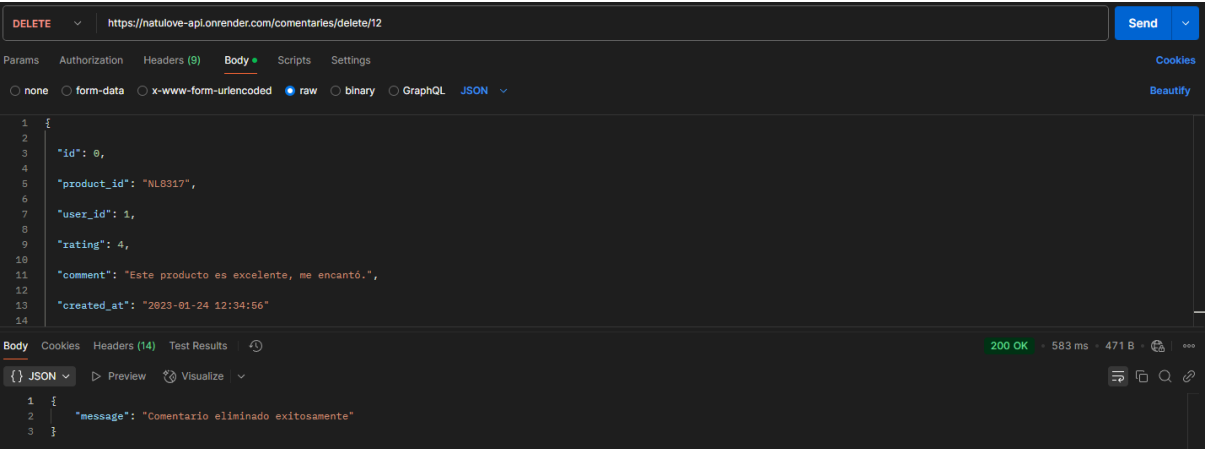 DELETE https://natulove-api.onrender.com/comentaries/delete/12 Send
Params Authorization Headers (9) Body Scripts Settings Cookies
none form-data x-www-form-urlencoded raw binary GraphQL JSON Beautify
1 {
2
3 "id": 0,
4
5 "product_id": "NL8317",
6
7 "user_id": 1,
8
9 "rating": 4,
10
11 "comment": "Este producto es excelente, me encantó.",
12
13 "created_at": "2023-01-24 12:34:56"
14
Body Cookies Headers (14) Test Results 200 OK 583 ms 471 B
{} JSON Preview Visualize
1 {
2 "message": "Comentario eliminado exitosamente"
3 }